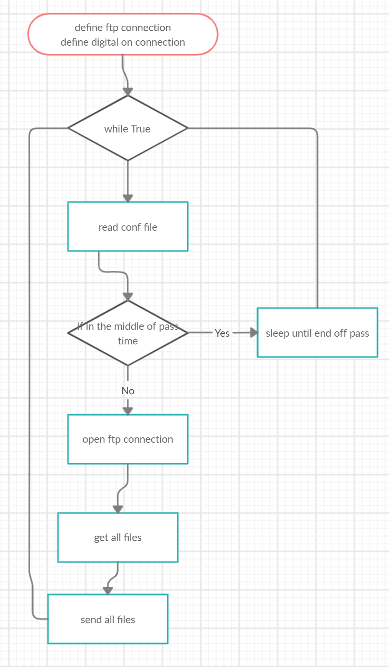 define ftp connection
define digital on connection
while True
read conf file
if in the middle of pass
time
Yes
sleep until end off pass
No
open ftp connection
get all files
send all files